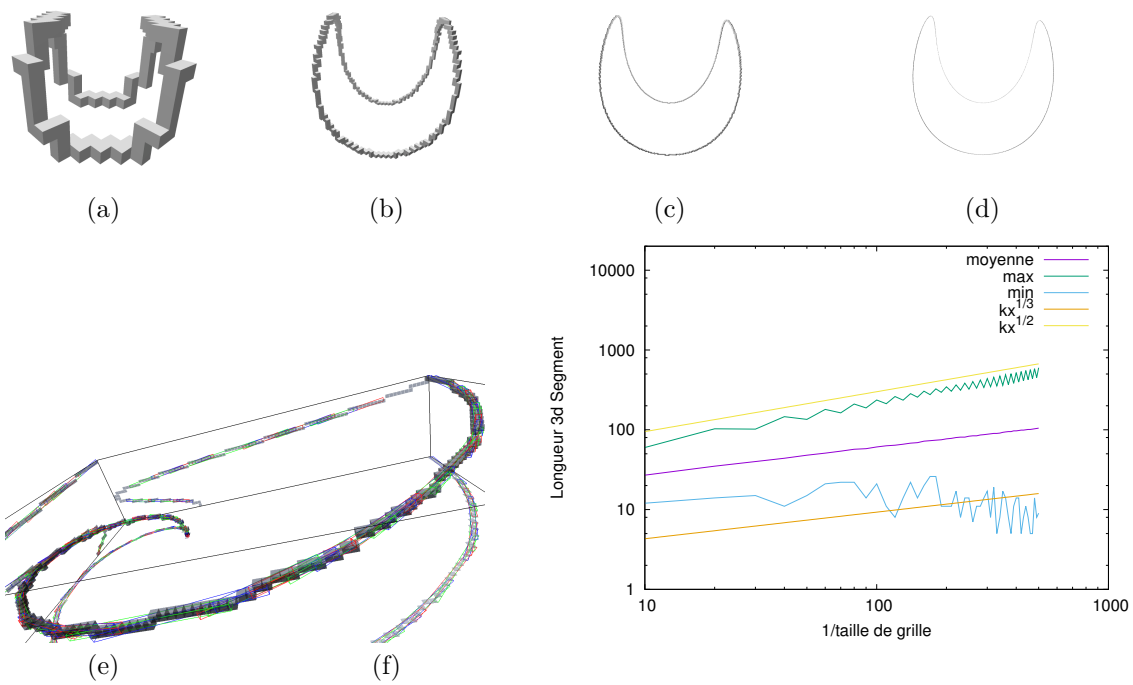 (a)
(b)
(c)
(d)
10000
1000
100
10
1
10
100
1000
Longueur 3d Segment
1/taille de grille
moyenne
max
min
kx^1/3
kx^1/2
(e)
(f)